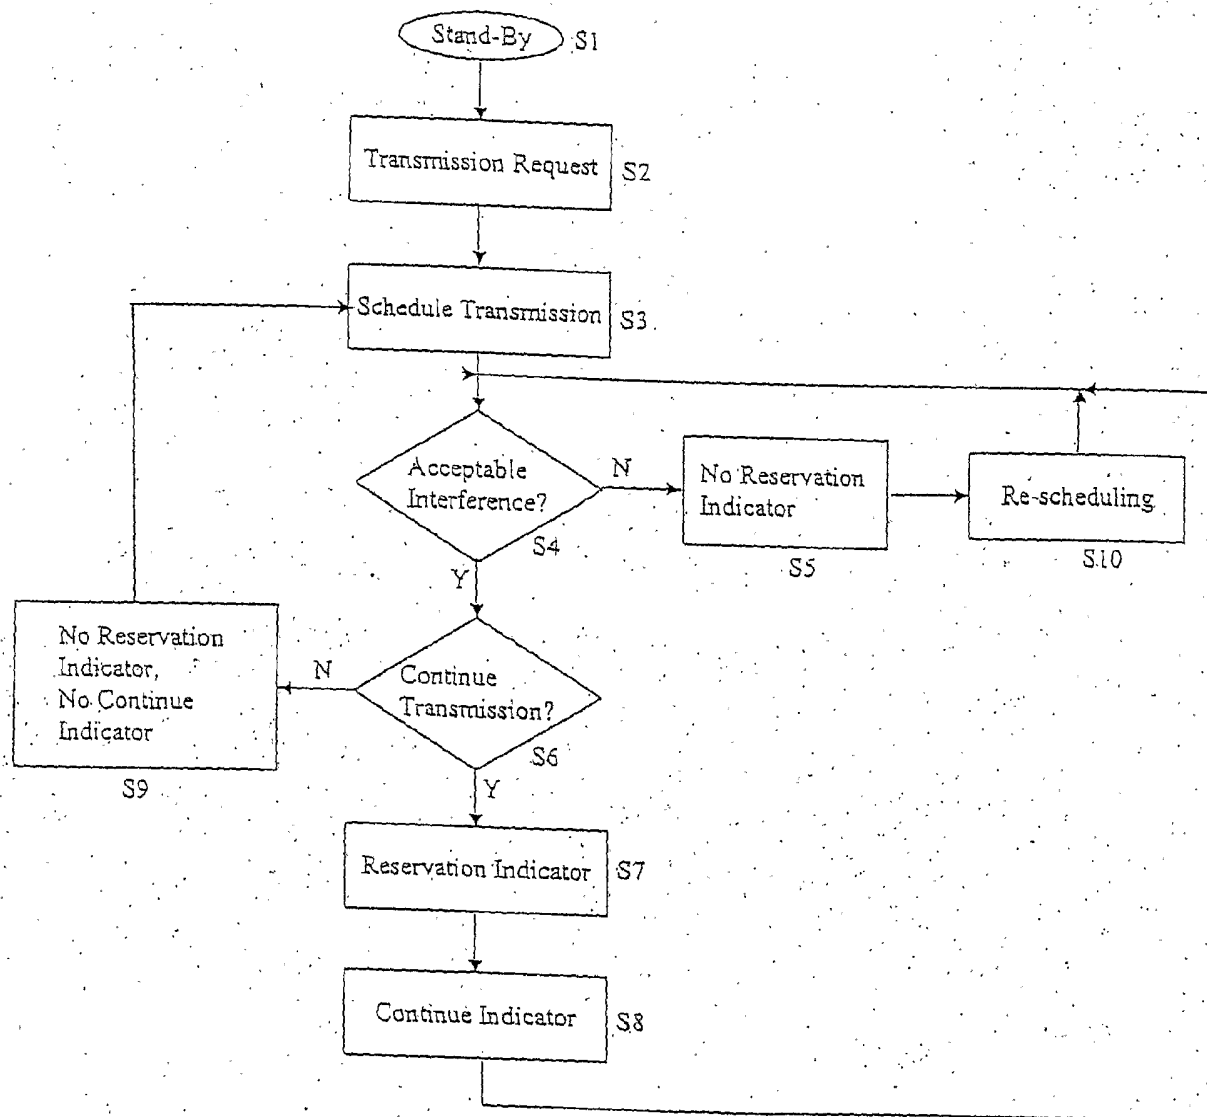 Stand-By S1
Transmission Request S2
Schedule Transmission S3
Acceptable
Interference?
S4
N
No Reservation
Indicator
S5
Re-scheduling
S10
Y
Continue
Transmission?
S6
N
No Reservation
Indicator,
No Continue
Indicator
S9
Y
Reservation Indicator S7
Continue Indicator S8